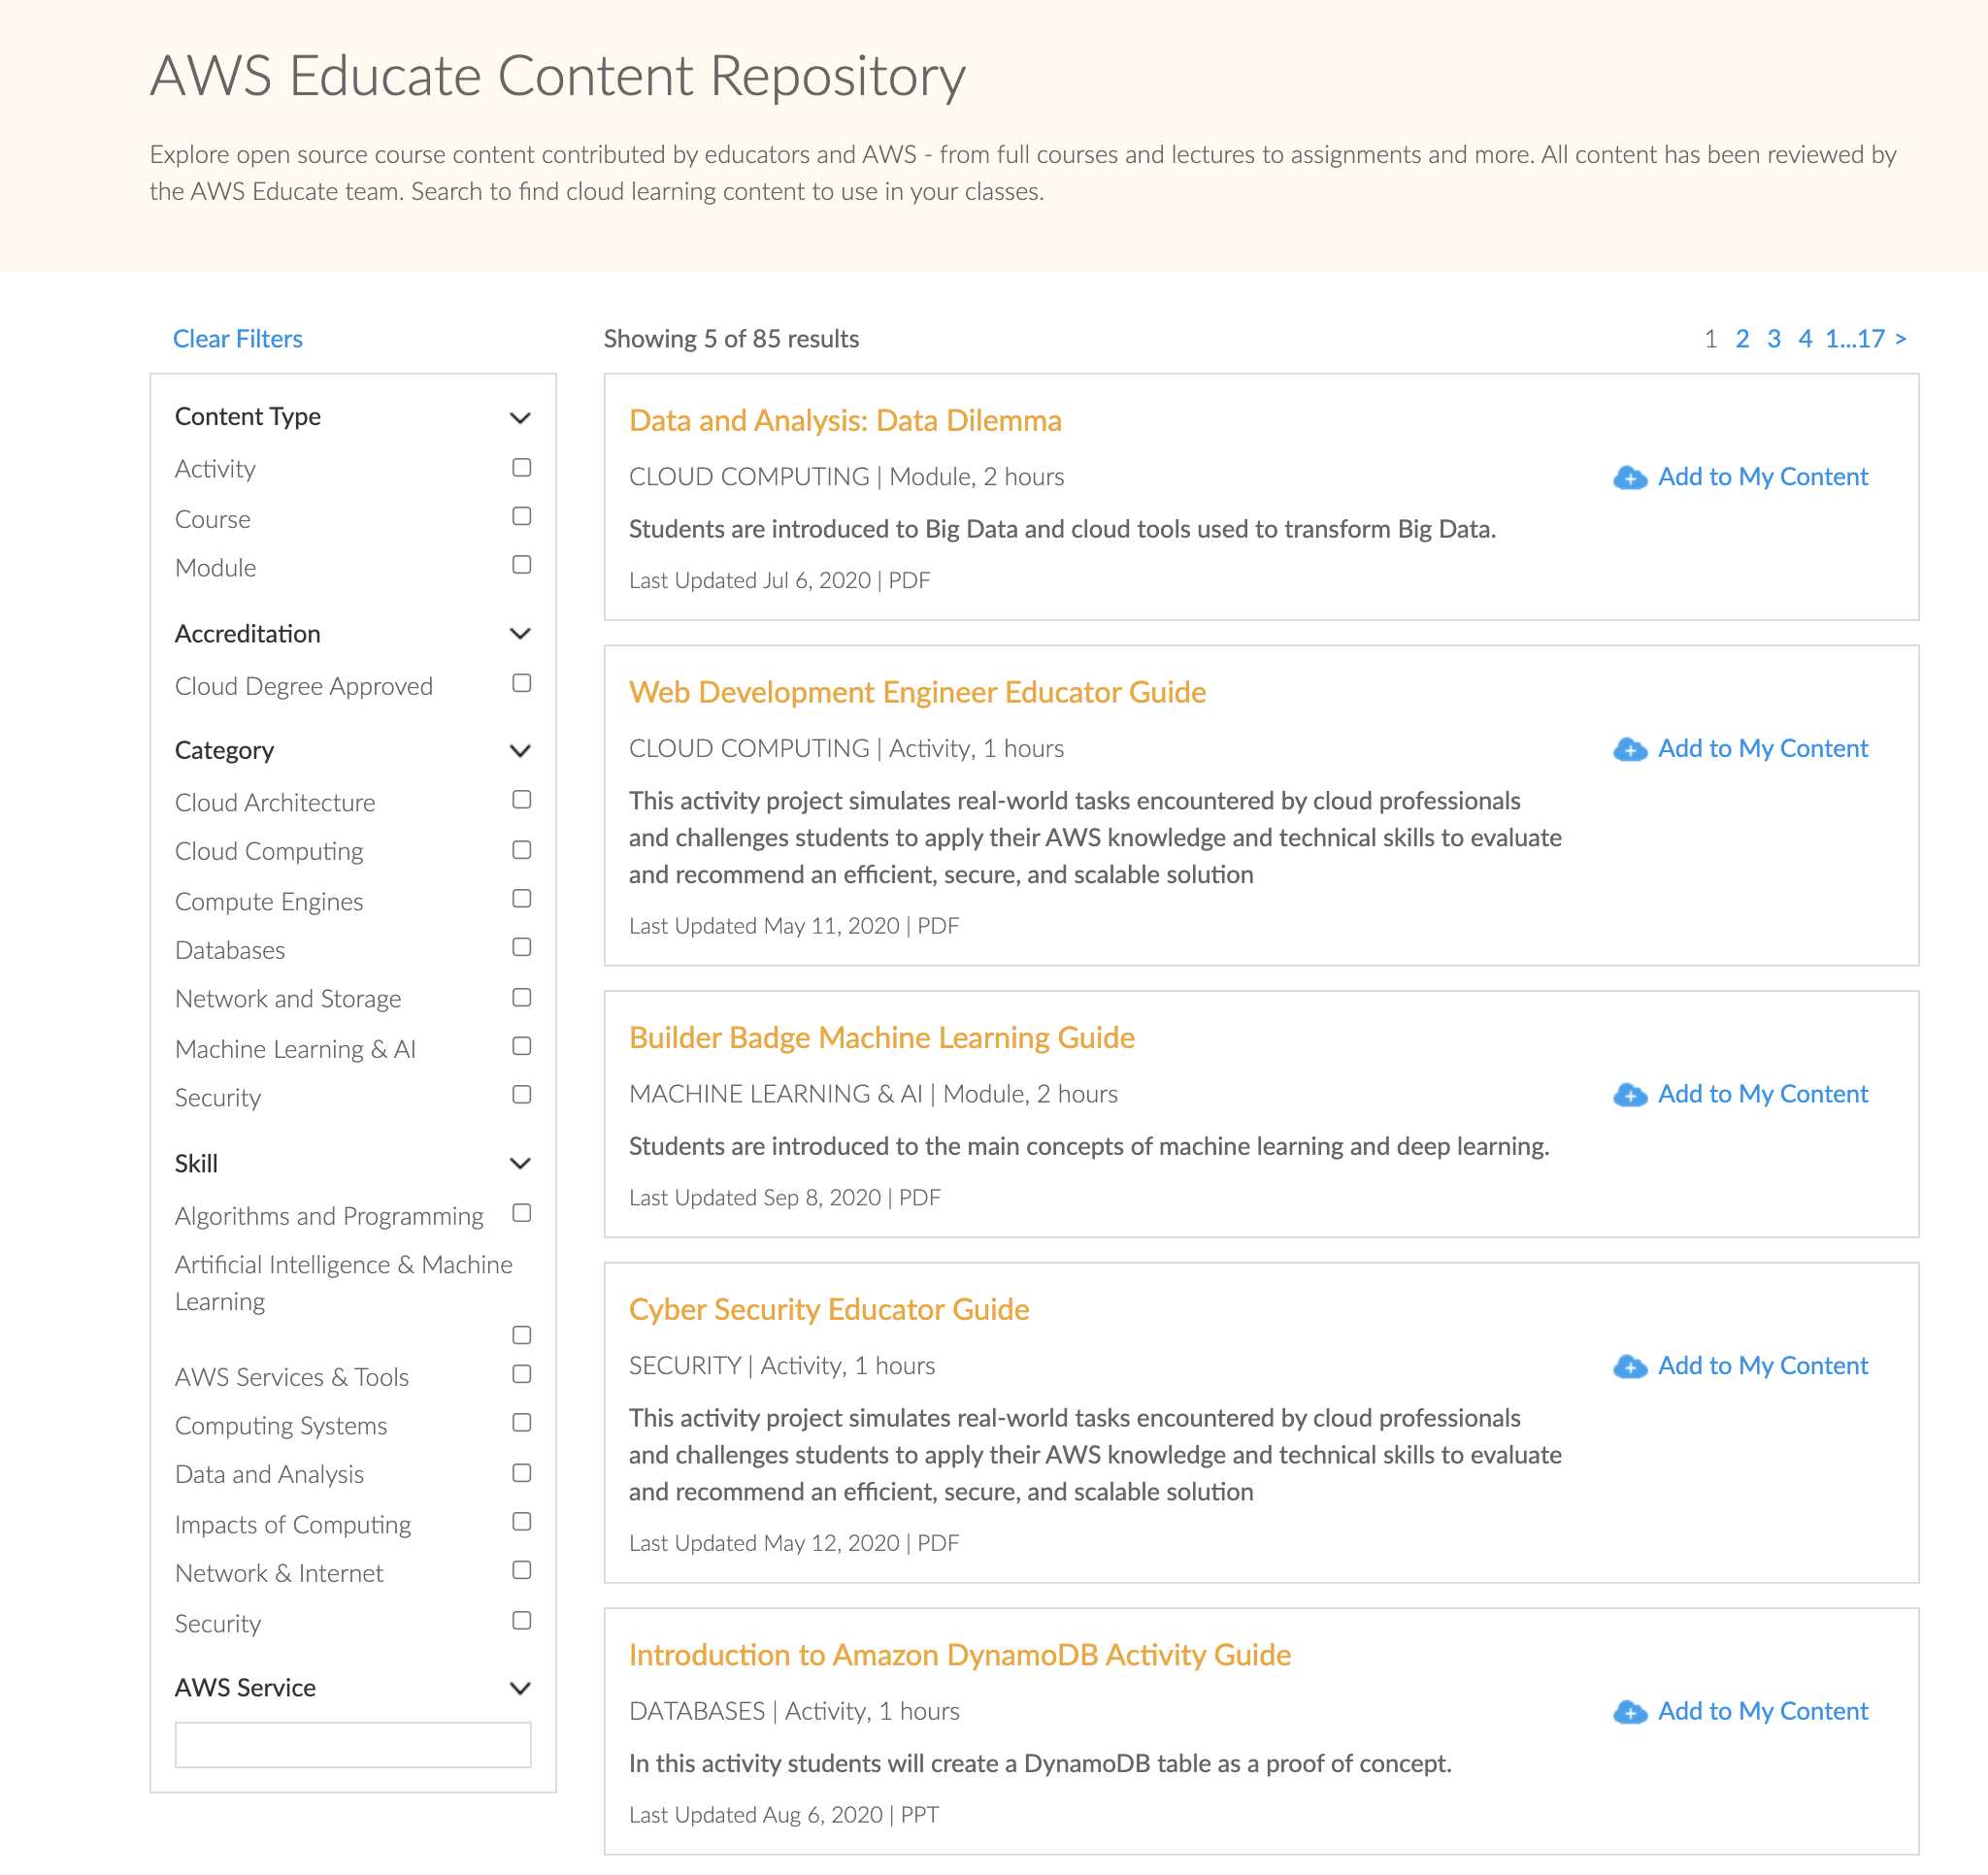 AWS Educate Content Repository
Explore open source course content contributed by educators and AWS - from full courses and lectures to assignments and more. All content has been reviewed by
the AWS Educate team. Search to find cloud learning content to use in your classes.
Clear Filters
Content Type
Activity
Course
Module
Accreditation
Cloud Degree Approved
Category
Cloud Architecture
Cloud Computing
Compute Engines
Databases
Network and Storage
Machine Learning & AI
Security
Skill
Algorithms and Programming
Artificial Intelligence & Machine
Learning
AWS Services & Tools
Computing Systems
Data and Analysis
Impacts of Computing
Network & Internet
Security
AWS Service
Showing 5 of 85 results
1 2 3 4 1...17 >
Data and Analysis: Data Dilemma
CLOUD COMPUTING | Module, 2 hours
Add to My Content
Students are introduced to Big Data and cloud tools used to transform Big Data.
Last Updated Jul 6, 2020 | PDF
Web Development Engineer Educator Guide
CLOUD COMPUTING | Activity, 1 hours
Add to My Content
This activity project simulates real-world tasks encountered by cloud professionals
and challenges students to apply their AWS knowledge and technical skills to evaluate
and recommend an efficient, secure, and scalable solution
Last Updated May 11, 2020 | PDF
Builder Badge Machine Learning Guide
MACHINE LEARNING & AI | Module, 2 hours
Add to My Content
Students are introduced to the main concepts of machine learning and deep learning.
Last Updated Sep 8, 2020 | PDF
Cyber Security Educator Guide
SECURITY | Activity, 1 hours
Add to My Content
This activity project simulates real-world tasks encountered by cloud professionals
and challenges students to apply their AWS knowledge and technical skills to evaluate
and recommend an efficient, secure, and scalable solution
Last Updated May 12, 2020 | PDF
Introduction to Amazon DynamoDB Activity Guide
DATABASES | Activity, 1 hours
Add to My Content
In this activity students will create a DynamoDB table as a proof of concept.
Last Updated Aug 6, 2020 | PPT